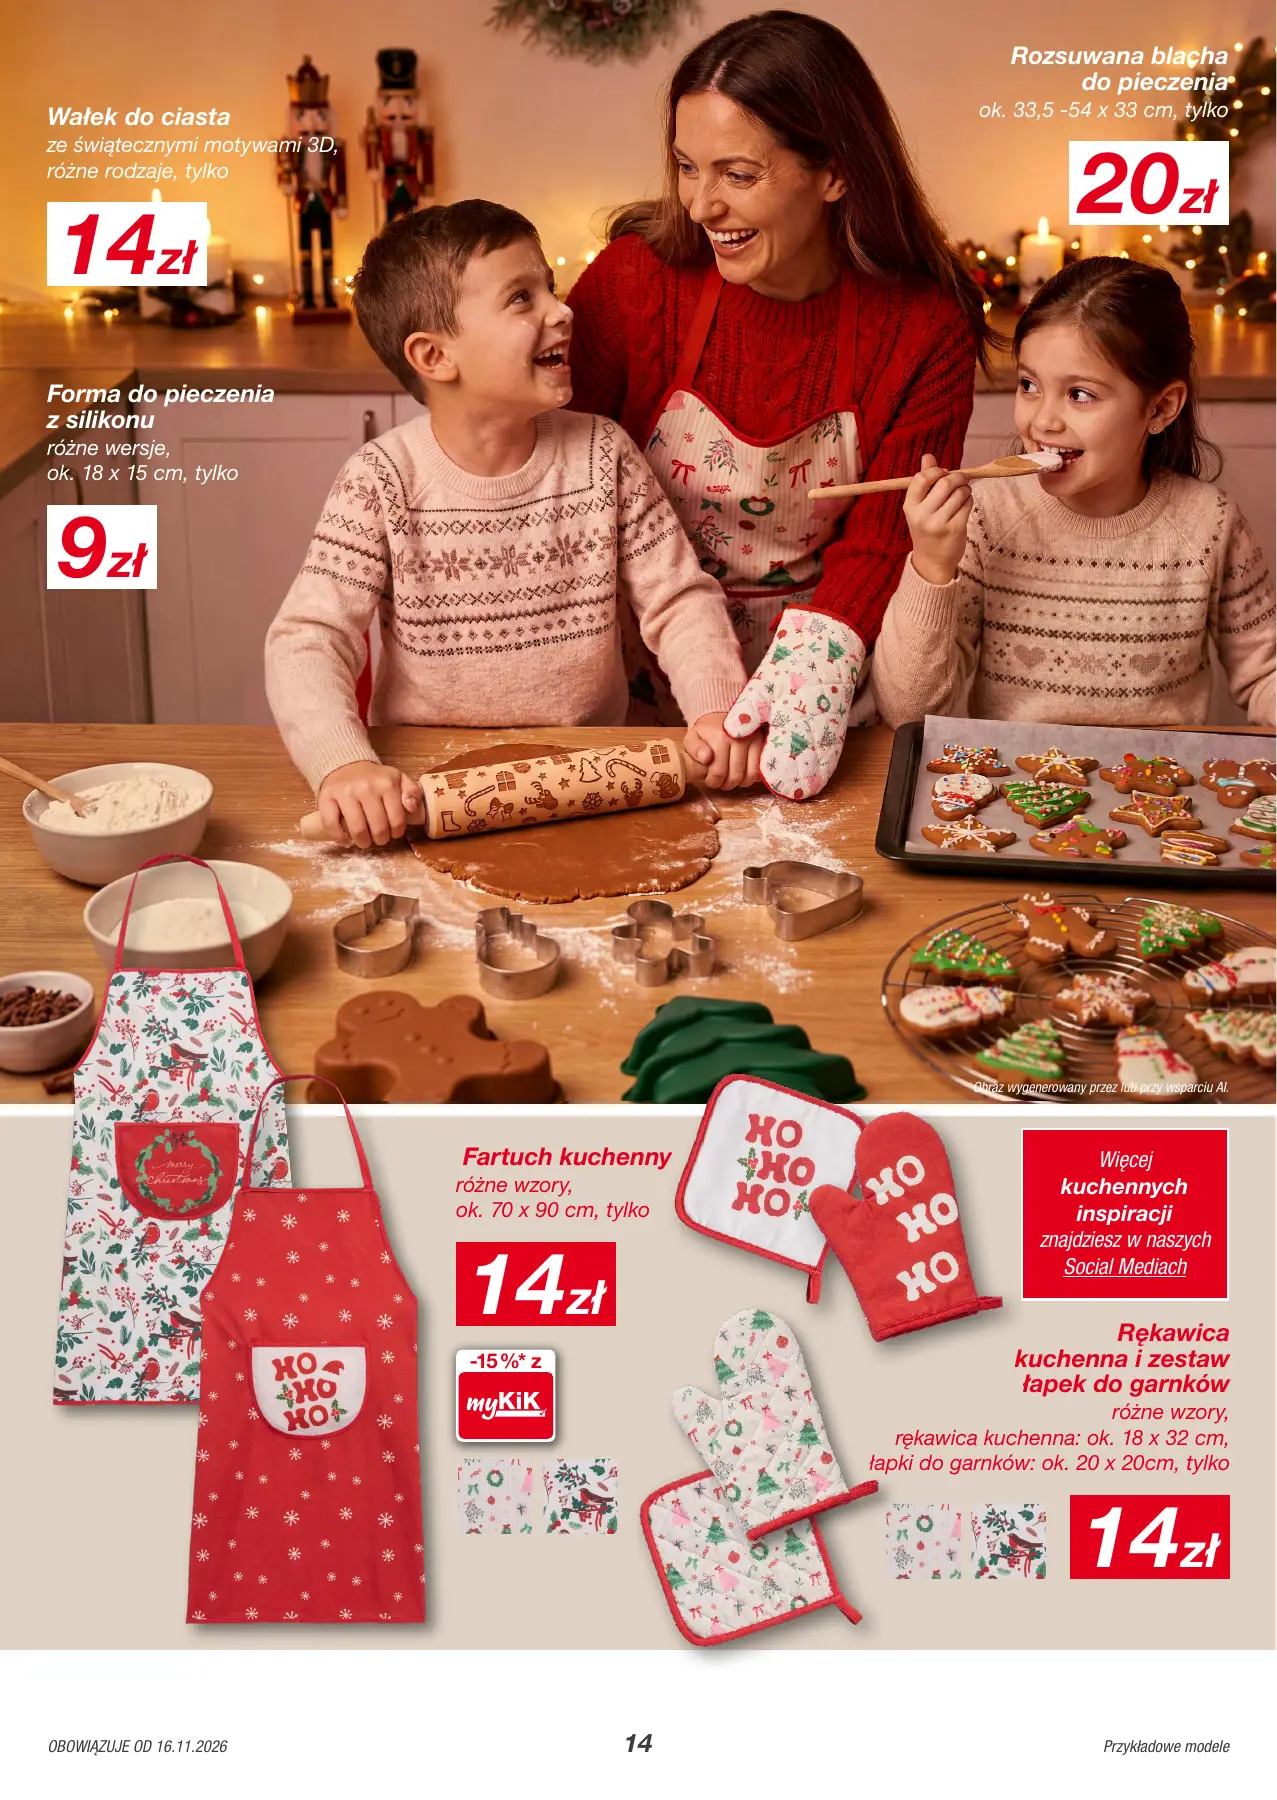 Wałek do ciasta
ze świątecznymi motywami 3D,
różne rodzaje, tylko
14zł
Rozsuwana blacha
do pieczenia
ok. 33,5 -54 x 33 cm, tylko
20zł
Forma do pieczenia
z silikonu
różne wersje,
ok. 18 x 15 cm, tylko
9zł
Obraz wygenerowany przez lub przy wsparciu AI.
merry
christmas
HO
HO
HO
Fartuch kuchenny
różne wzory,
ok. 70 x 90 cm, tylko
14zł
-15%* z
myKiK
HO
HO
HO
HO
HO
HO
Więcej
kuchennych
inspiracji
znajdziesz w naszych
Social Mediach
Rękawica
kuchenna i zestaw
łapek do garnków
różne wzory,
rękawica kuchenna: ok. 18 x 32 cm,
łapki do garnków: ok. 20 x 20cm, tylko
14zł
OBOWIĄZUJE OD 16.11.2026
14
Przykładowe modele